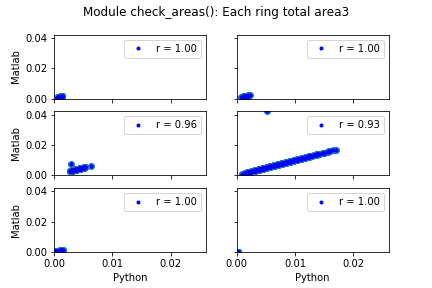 Module check_areas(): Each ring total area3
0.04
0.02
0.00
Matlab
r = 1.00
r = 1.00
0.04
0.02
0.00
Matlab
r = 0.96
r = 0.93
0.04
0.02
0.00
Matlab
r = 1.00
r = 1.00
0.00 0.01 0.02 0.00 0.01 0.02
Python Python